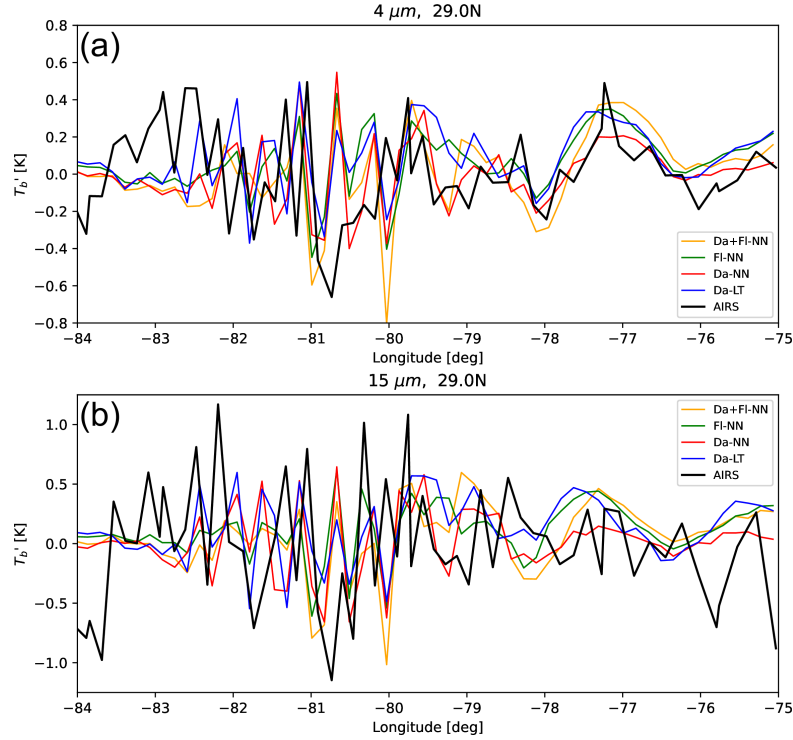 4 μm, 29.0N
(a)
0.8
0.6
0.4
0.2
0.0
−0.2
−0.4
−0.6
−0.8
T_b' [K]
Da+Fl-NN
Fl-NN
Da-NN
Da-LT
AIRS
−84 −83 −82 −81 −80 −79 −78 −77 −76 −75
Longitude [deg]
15 μm, 29.0N
(b)
1.0
0.5
0.0
−0.5
−1.0
T_b' [K]
Da+Fl-NN
Fl-NN
Da-NN
Da-LT
AIRS
−84 −83 −82 −81 −80 −79 −78 −77 −76 −75
Longitude [deg]